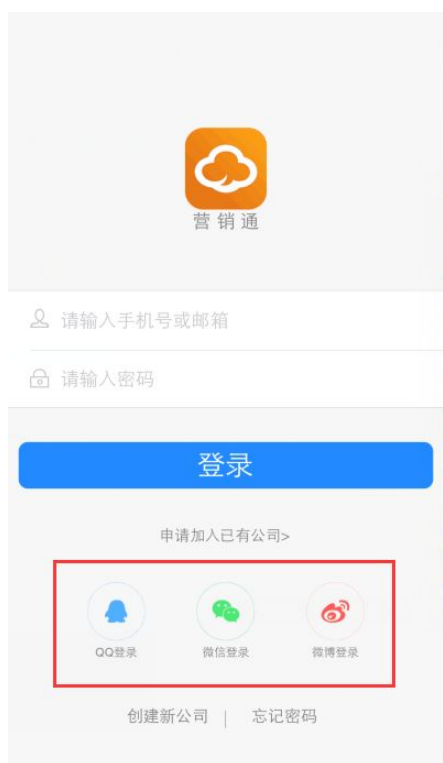 营销通
请输入手机号或邮箱
请输入密码
登录
申请加入已有公司>
QQ登录 微信登录 微博登录
创建新公司 | 忘记密码